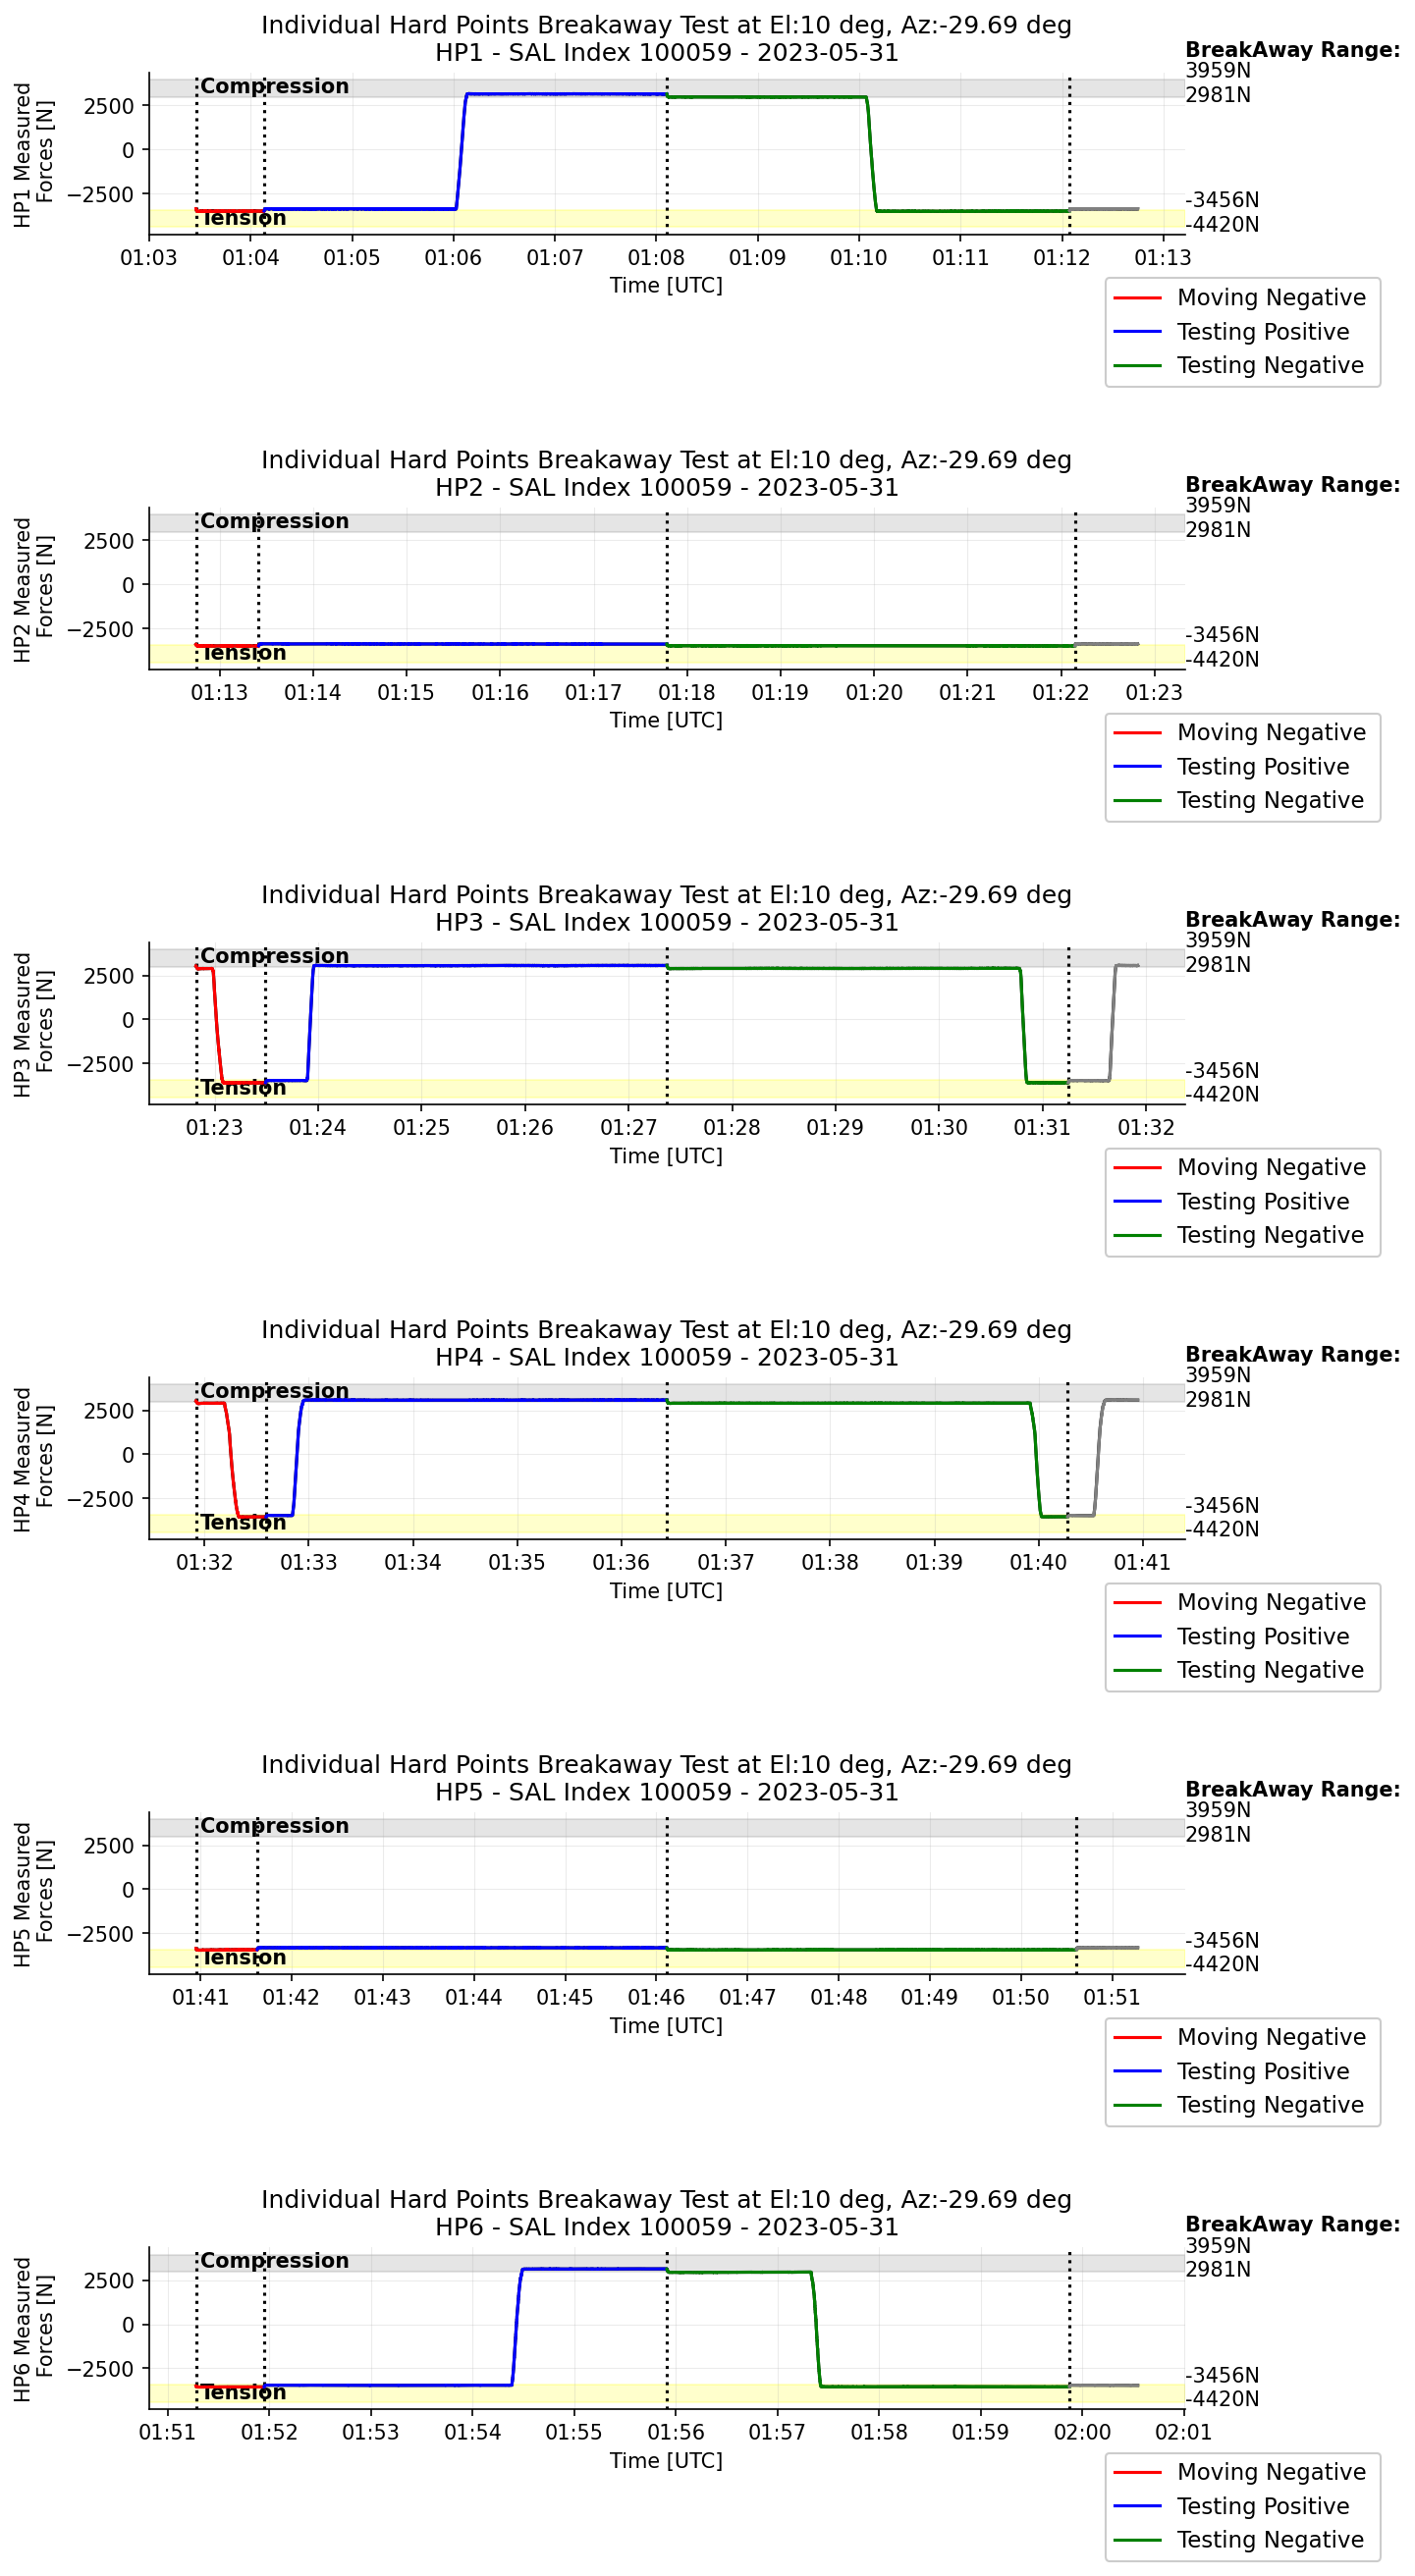 Individual Hard Points Breakaway Test at El:10 deg, Az:-29.69 deg
HP1 - SAL Index 100059 - 2023-05-31
BreakAway Range:
3959N
2981N
-3456N
-4420N
Compression
Tension
HP1 Measured
Forces [N]
2500
0
−2500
01:03 01:04 01:05 01:06 01:07 01:08 01:09 01:10 01:11 01:12 01:13
Time [UTC]
Moving Negative
Testing Positive
Testing Negative
Individual Hard Points Breakaway Test at El:10 deg, Az:-29.69 deg
HP2 - SAL Index 100059 - 2023-05-31
BreakAway Range:
3959N
2981N
-3456N
-4420N
Compression
Tension
HP2 Measured
Forces [N]
2500
0
−2500
01:13 01:14 01:15 01:16 01:17 01:18 01:19 01:20 01:21 01:22 01:23
Time [UTC]
Moving Negative
Testing Positive
Testing Negative
Individual Hard Points Breakaway Test at El:10 deg, Az:-29.69 deg
HP3 - SAL Index 100059 - 2023-05-31
BreakAway Range:
3959N
2981N
-3456N
-4420N
Compression
Tension
HP3 Measured
Forces [N]
2500
0
−2500
01:23 01:24 01:25 01:26 01:27 01:28 01:29 01:30 01:31 01:32
Time [UTC]
Moving Negative
Testing Positive
Testing Negative
Individual Hard Points Breakaway Test at El:10 deg, Az:-29.69 deg
HP4 - SAL Index 100059 - 2023-05-31
BreakAway Range:
3959N
2981N
-3456N
-4420N
Compression
Tension
HP4 Measured
Forces [N]
2500
0
−2500
01:32 01:33 01:34 01:35 01:36 01:37 01:38 01:39 01:40 01:41
Time [UTC]
Moving Negative
Testing Positive
Testing Negative
Individual Hard Points Breakaway Test at El:10 deg, Az:-29.69 deg
HP5 - SAL Index 100059 - 2023-05-31
BreakAway Range:
3959N
2981N
-3456N
-4420N
Compression
Tension
HP5 Measured
Forces [N]
2500
0
−2500
01:41 01:42 01:43 01:44 01:45 01:46 01:47 01:48 01:49 01:50 01:51
Time [UTC]
Moving Negative
Testing Positive
Testing Negative
Individual Hard Points Breakaway Test at El:10 deg, Az:-29.69 deg
HP6 - SAL Index 100059 - 2023-05-31
BreakAway Range:
3959N
2981N
-3456N
-4420N
Compression
Tension
HP6 Measured
Forces [N]
2500
0
−2500
01:51 01:52 01:53 01:54 01:55 01:56 01:57 01:58 01:59 02:00 02:01
Time [UTC]
Moving Negative
Testing Positive
Testing Negative